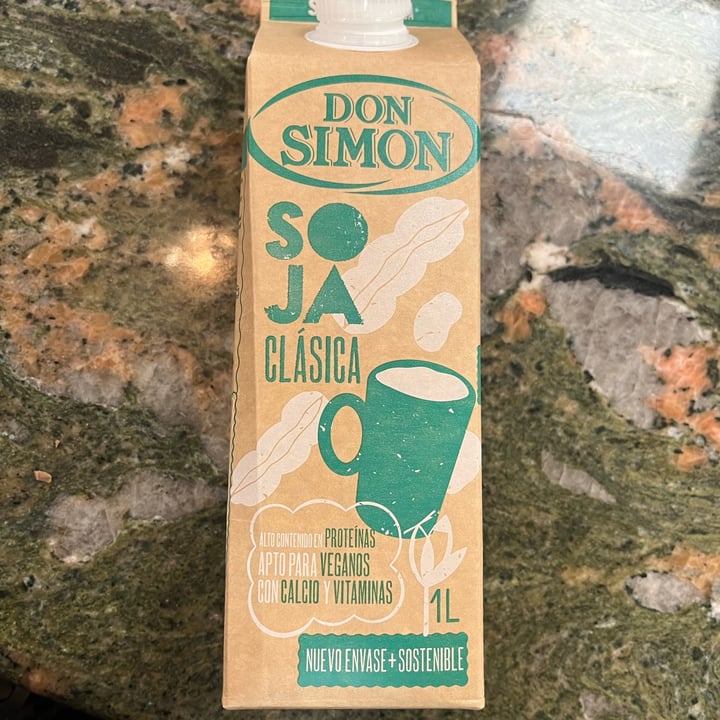 DON
SIMON
SO
JA
CLÁSICA
ALTO CONTENIDO EN PROTEÍNAS
APTO PARA VEGANOS
CON CALCIO Y VITAMINAS
1L
NUEVO ENVASE + SOSTENIBLE